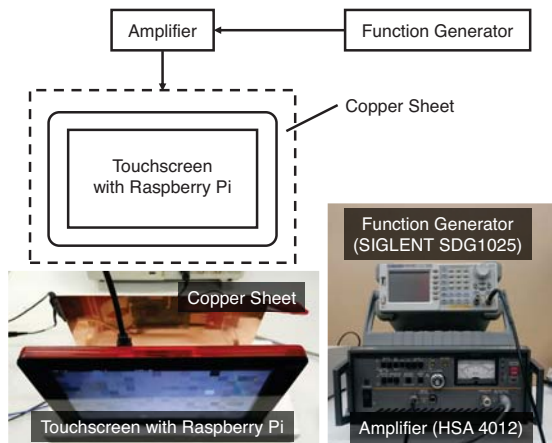 Amplifier
Function Generator
Copper Sheet
Touchscreen
with Raspberry Pi
Function Generator
(SIGLENT SDG1025)
Copper Sheet
Touchscreen with Raspberry Pi
Amplifier (HSA 4012)